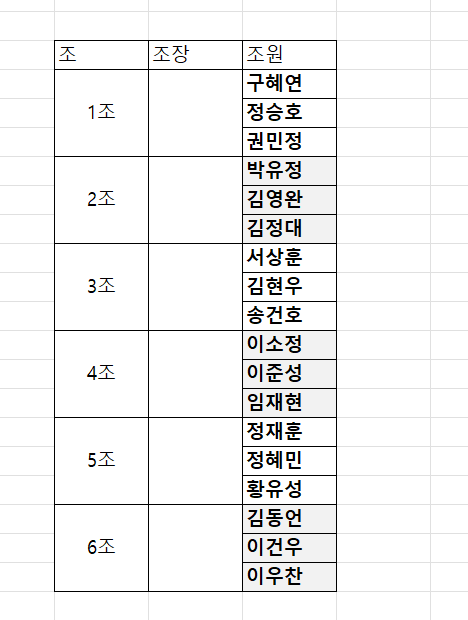 조 조장 조원
구혜연
1조 정승호
권민정
박유정
2조 김영완
김정대
서상훈
3조 김현우
송건호
이소정
4조 이준성
임재현
정재훈
5조 정혜민
황유성
김동언
6조 이건우
이우찬